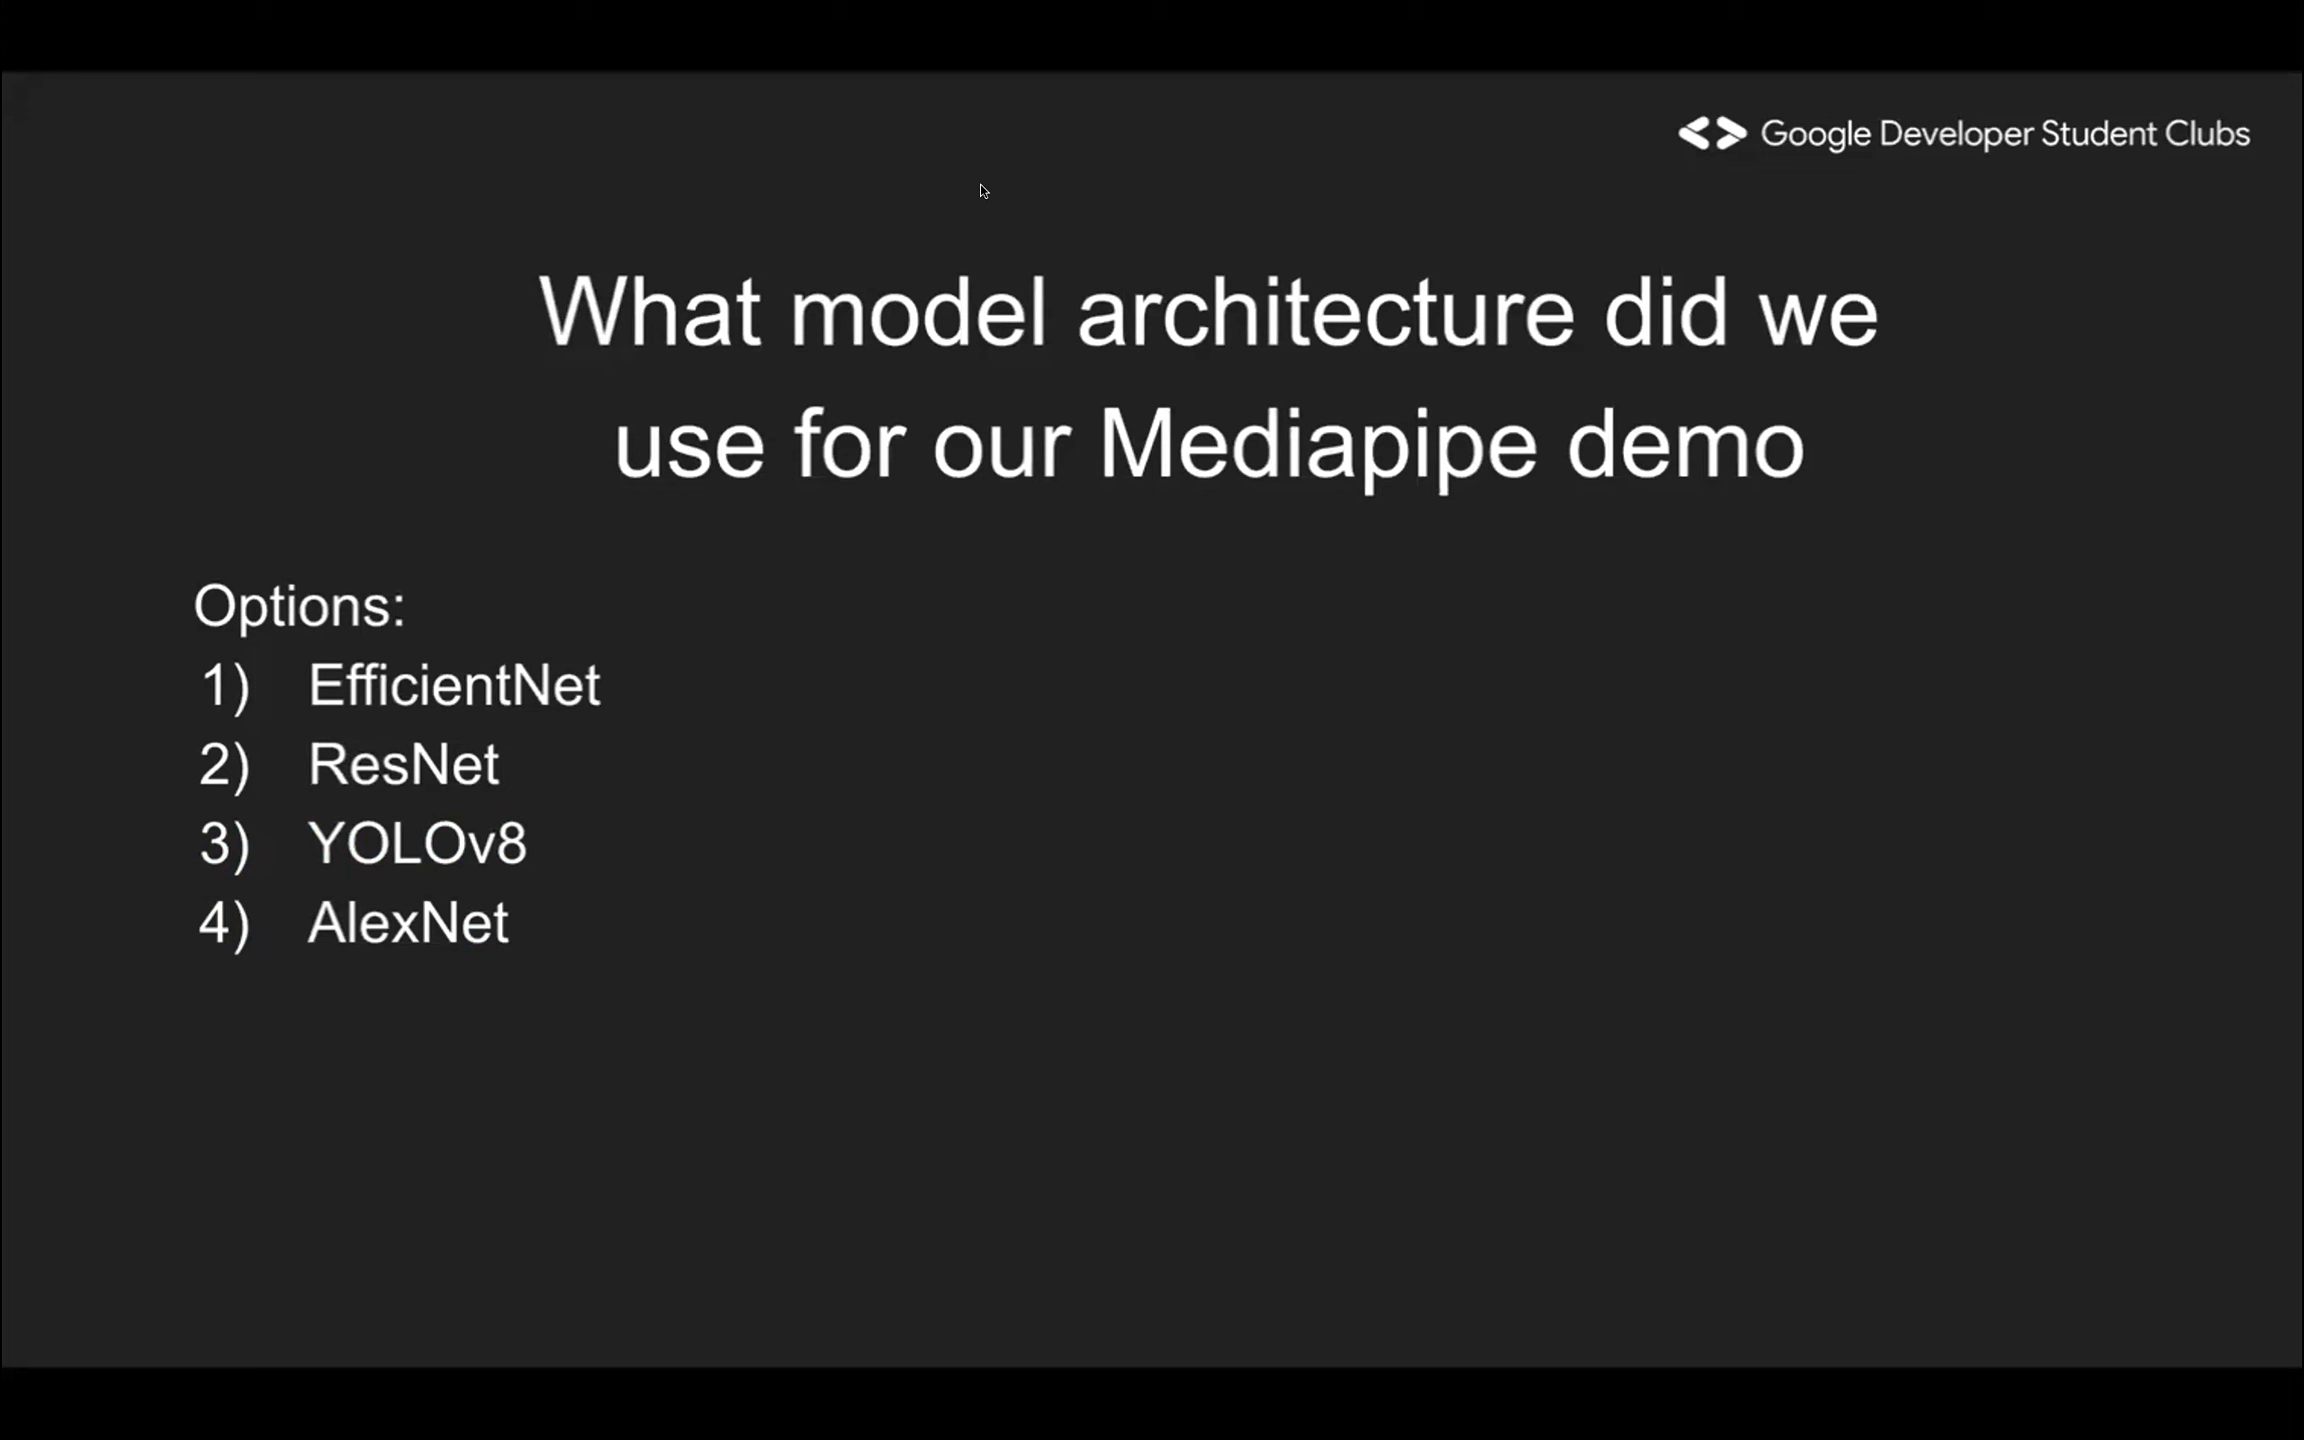 Google Developer Student Clubs
What model architecture did we
use for our Mediapipe demo
Options:
1) EfficientNet
2) ResNet
3) YOLOv8
4) AlexNet